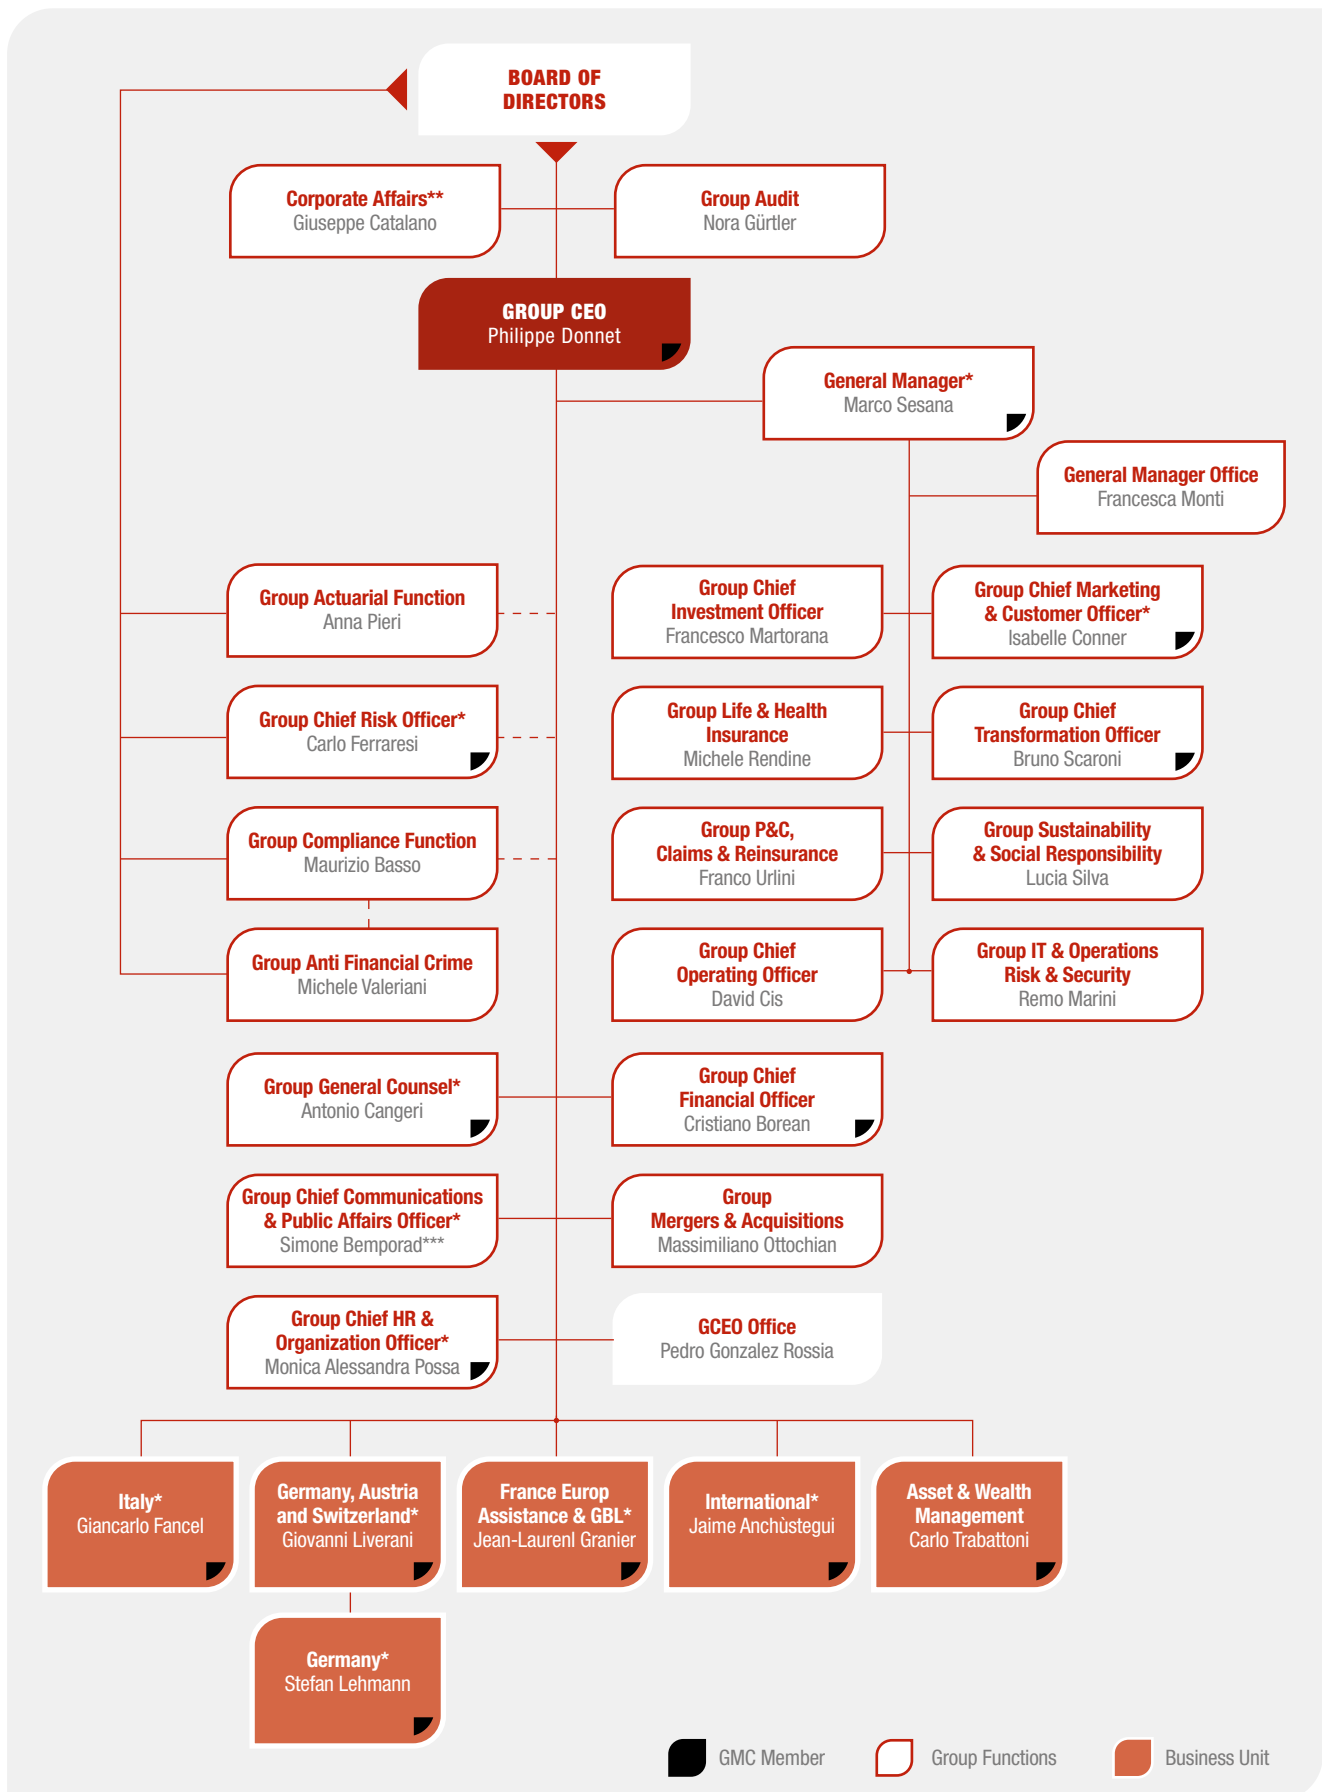 BOARD OF
DIRECTORS
Corporate Affairs**
Giuseppe Catalano
Group Audit
Nora Gürtler
GROUP CEO
Philippe Donnet
General Manager*
Marco Sesana
General Manager Office
Francesca Monti
Group Actuarial Function
Anna Pieri
Group Chief
Investment Officer
Francesco Martorana
Group Chief Marketing
& Customer Officer*
Isabelle Conner
Group Chief Risk Officer*
Carlo Ferraresi
Group Life & Health
Insurance
Michele Rendine
Group Chief
Transformation Officer
Bruno Scaroni
Group Compliance Function
Maurizio Basso
Group P&C,
Claims & Reinsurance
Franco Urlini
Group Sustainability
& Social Responsibility
Lucia Silva
Group Anti Financial Crime
Michele Valeriani
Group Chief
Operating Officer
David Cis
Group IT & Operations
Risk & Security
Remo Marini
Group General Counsel*
Antonio Cangeri
Group Chief
Financial Officer
Cristiano Borean
Group Chief Communications
& Public Affairs Officer*
Simone Bemporad***
Group
Mergers & Acquisitions
Massimiliano Ottochian
Group Chief HR &
Organization Officer*
Monica Alessandra Possa
GCEO Office
Pedro Gonzalez Rossia
Italy*
Giancarlo Fancel
Germany, Austria
and Switzerland*
Giovanni Liverani
France Europ
Assistance & GBL*
Jean-Laurenl Granier
International*
Jaime Anchùstegui
Asset & Wealth
Management
Carlo Trabattoni
Germany*
Stefan Lehmann
GMC Member
Group Functions
Business Unit